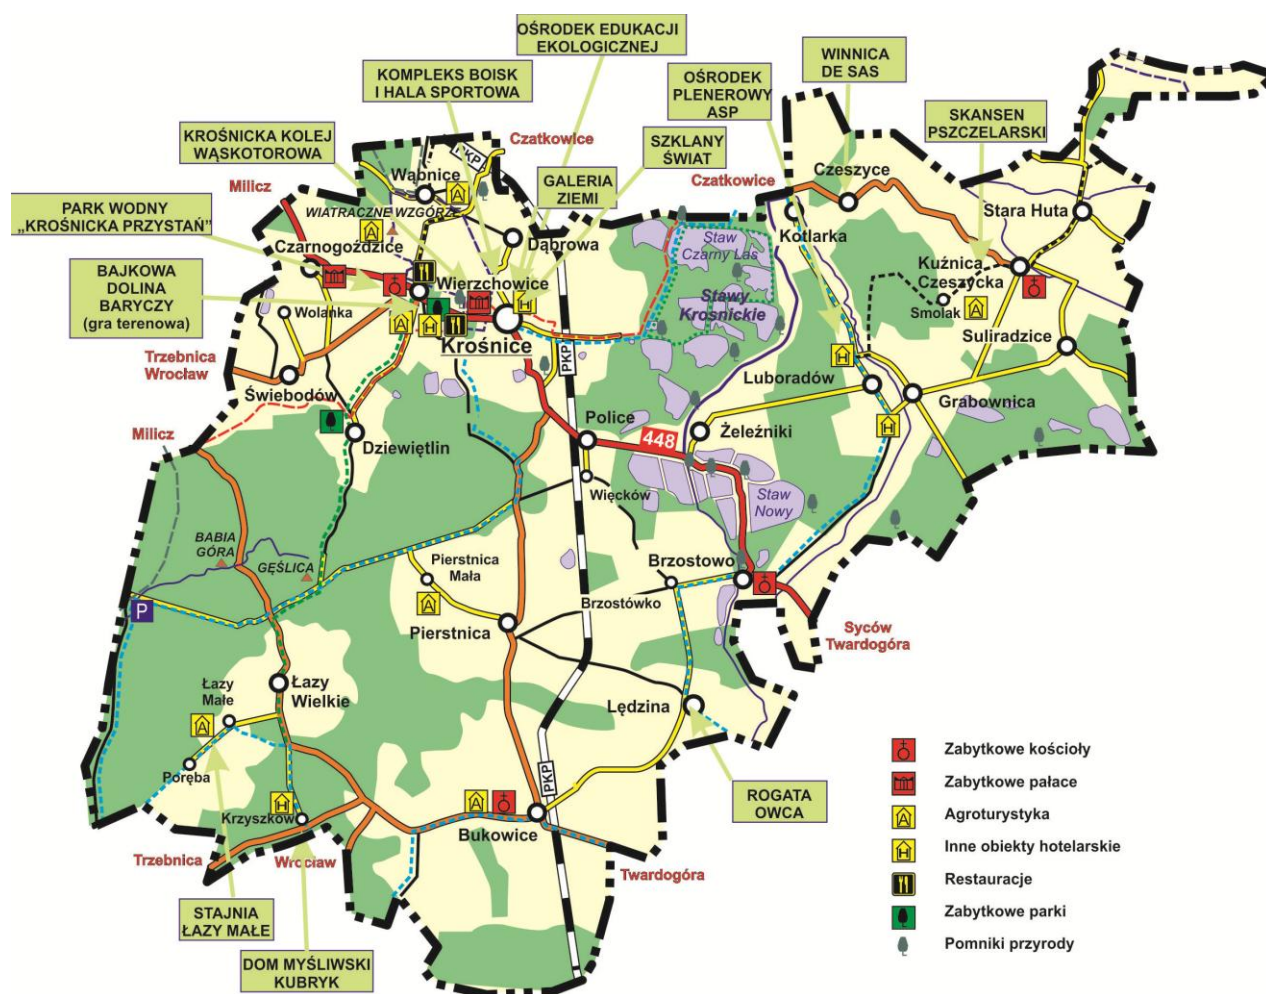 OŚRODEK EDUKACJI
EKOLOGICZNEJ
KOMPLEKS BOISK
I HALA SPORTOWA
OŚRODEK
PLENEROWY
ASP
WINNICA
DE SAS
SKANSEN
PSZCZELARSKI
KROŚNICKA KOLEJ
WĄSKOTOROWA
SZKLANY
ŚWIAT
GALERIA
ZIEMI
PARK WODNY
„KROŚNICKA PRZYSTAŃ”
BAJKOWA
DOLINA
BARYCZY
(gra terenowa)
Czatkowice
PKP
Milicz
Wąbnice
WIATRACZNE WZGÓRZE
Czarnogoździce
Dąbrowa
Wierzchowice
Wolanka
Krośnice
Trzebnica
Wrocław
Świebodów
Milicz
Dziewiętlin
PKP
Czatkowice
Czeszyce
Kotlarka
Stara Huta
Staw
Czarny Las
Stawy
Krosnickie
Kuźnica
Czeszycka
Smolak
Suliradzice
Luboradów
Grabownica
Police
448
Żeleźniki
Więcków
Staw
Nowy
BABIA
GÓRA
GĘŚLICA
P
Pierstnica
Mała
Pierstnica
Brzostowo
Brzostówko
Syców
Twardogóra
Łazy
Małe
Łazy
Wielkie
Poręba
Krzyszków
Lędzina
PKP
Bukowice
Trzebnica
Wrocław
Twardogóra
ROGATA
OWCA
STAJNIA
ŁAZY MAŁE
DOM MYŚLIWSKI
KUBRYK
Zabytkowe kościoły
Zabytkowe pałace
A Agroturystyka
H Inne obiekty hotelarskie
Restauracje
Zabytkowe parki
Pomniki przyrody